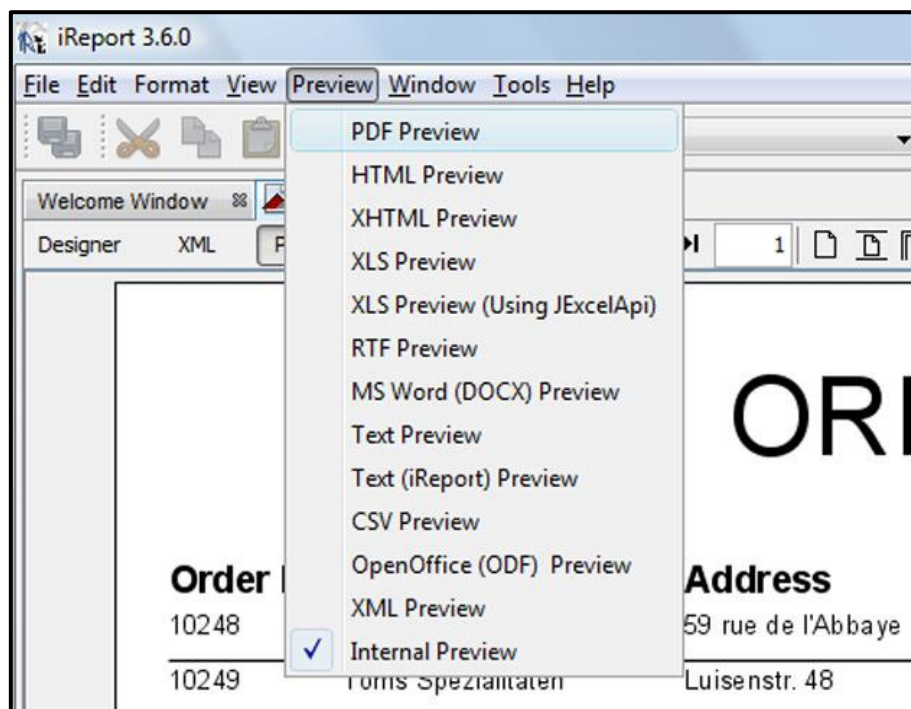 iReport 3.6.0
File Edit Format View Preview Window Tools Help
PDF Preview
HTML Preview
XHTML Preview
XLS Preview
XLS Preview (Using JExcelApi)
RTF Preview
MS Word (DOCX) Preview
Text Preview
Text (iReport) Preview
CSV Preview
OpenOffice (ODF) Preview
XML Preview
Internal Preview
Welcome Window
Designer XML P 1
ORI
Order Address
10248 59 rue de l'Abbaye
10249 Toms Spezialitäten Luisenstr. 48